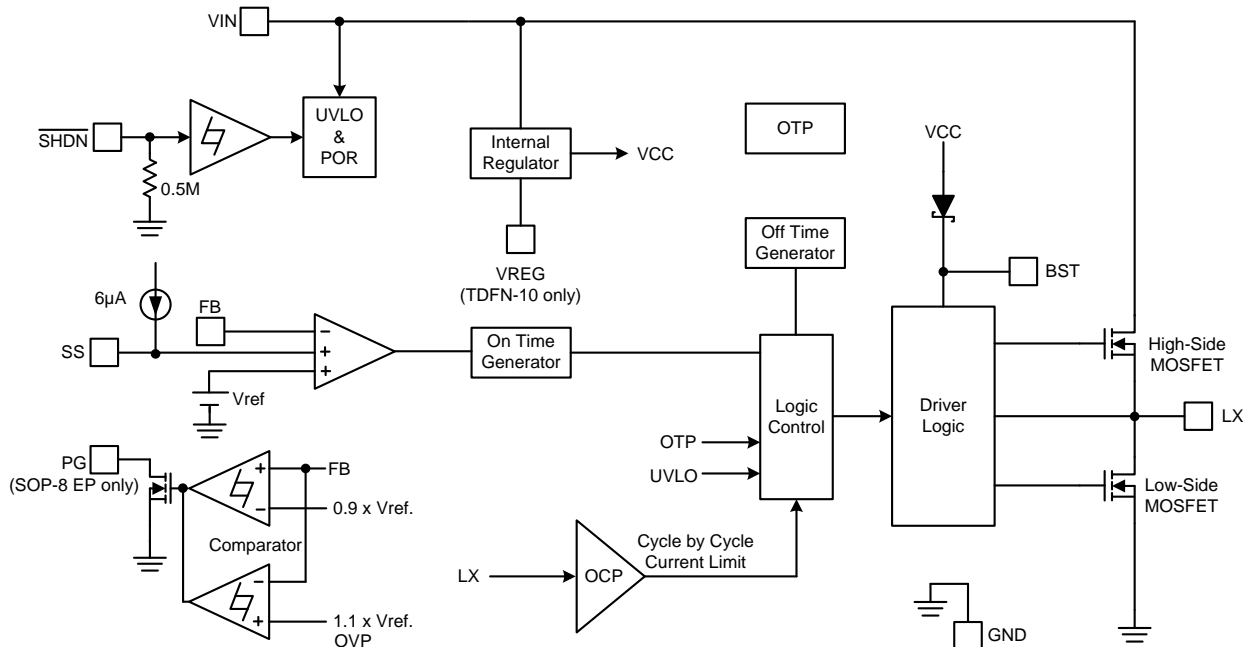 VIN
SHDN
0.5M
UVLO
&
POR
Internal
Regulator
VCC
VREG
(TDFN-10 only)
OTP
VCC
Off Time
Generator
BST
6µA
FB
SS
Vref
On Time
Generator
Logic
Control
Driver
Logic
High-Side
MOSFET
LX
OTP
UVLO
Low-Side
MOSFET
PG
(SOP-8 EP only)
FB
0.9 x Vref.
Comparator
1.1 x Vref.
OVP
LX
OCP
Cycle by Cycle
Current Limit
GND